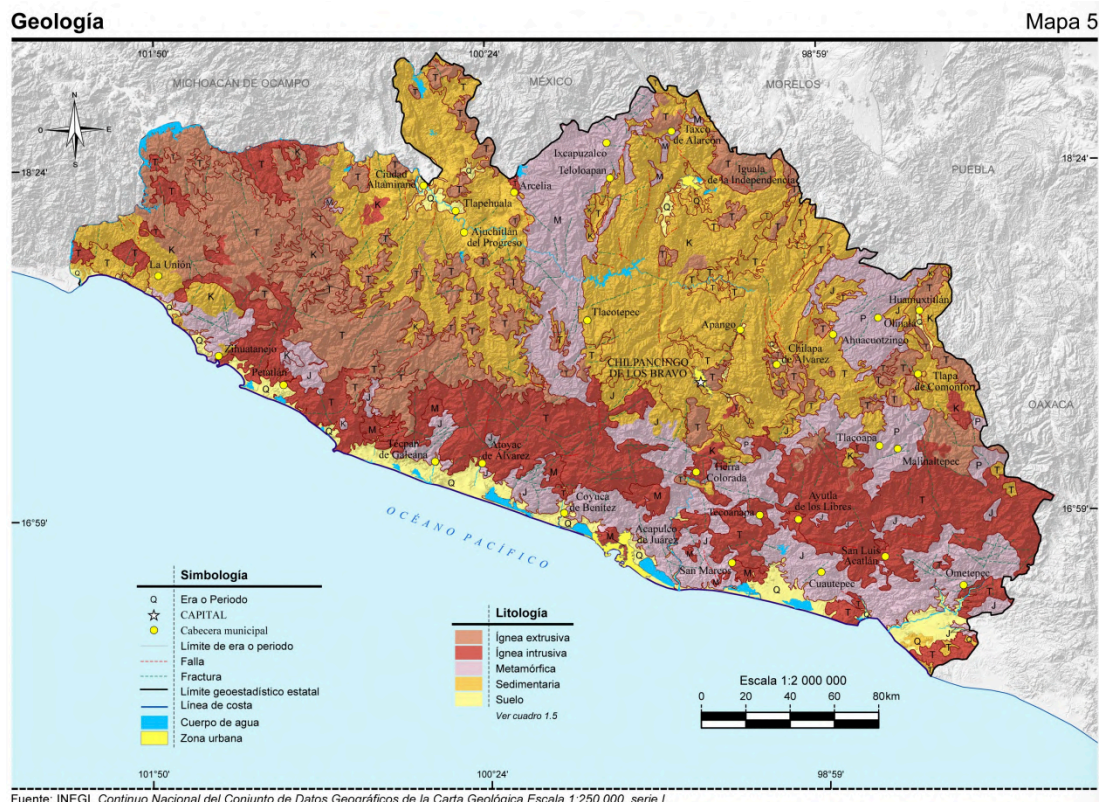 Geología
Mapa 5
101°50'
100°24'
98°59'
MICHOACÁN DE OCAMPO
MÉXICO
MORELOS
PUEBLA
OAXACA
N
O
E
S
18°24'
18°24'
16°59'
16°59'
Taxco
de Alarcón
Ixcapuzalco
Teloloapan
Iguala
de la Independencia
Ciudad
Altamirano
Arcelia
Tlapehuala
Ajuchitlán
del Progreso
La Unión
Huamuxtitlán
Olinalá
Ahuacuotzingo
Tlacotepec
Apango
Chilapa
de Álvarez
CHILPANCINGO
DE LOS BRAVO
Tlapa
de Comonfort
Zihuatanejo
Petatlán
Tlacoapa
Malinaltepec
Técpan
de Galeana
Atoyac
de Álvarez
Tierra
Colorada
Coyuca
de Benítez
Tecoanapa
Ayutla
de los Libres
Acapulco
de Juárez
San Marcos
San Luis
Acatlán
Cuautepec
Ometepec
OCÉANO PACÍFICO
Simbología
Q Era o Periodo
CAPITAL
Cabecera municipal
Límite de era o periodo
Falla
Fractura
Límite geoestadístico estatal
Línea de costa
Cuerpo de agua
Zona urbana
Litología
Ígnea extrusiva
Ígnea intrusiva
Metamórfica
Sedimentaria
Suelo
Ver cuadro 1.5
Escala 1:2 000 000
0 20 40 60 80km
101°50'
100°24'
98°59'
Fuente: INEGI. Continuo Nacional del Conjunto de Datos Geográficos de la Carta Geológica Escala 1:250 000, serie I.